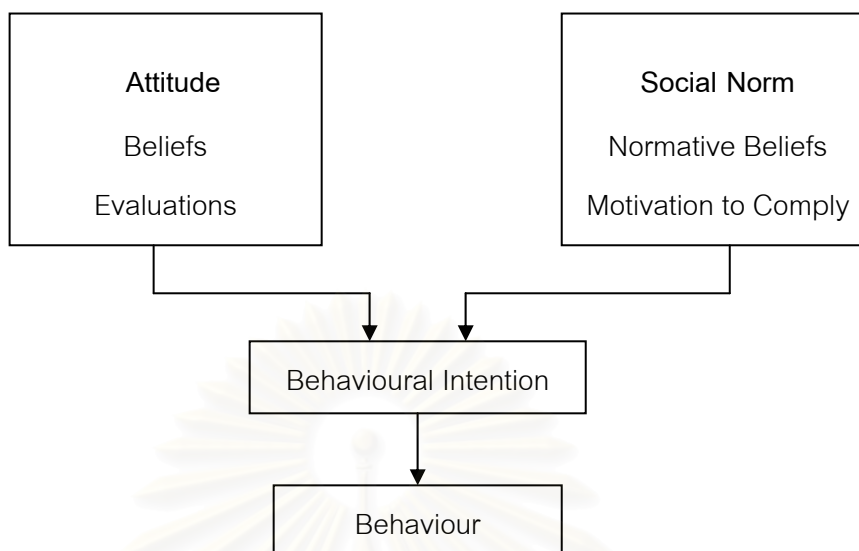 Attitude
Beliefs
Evaluations
Social Norm
Normative Beliefs
Motivation to Comply
Behavioural Intention
Behaviour